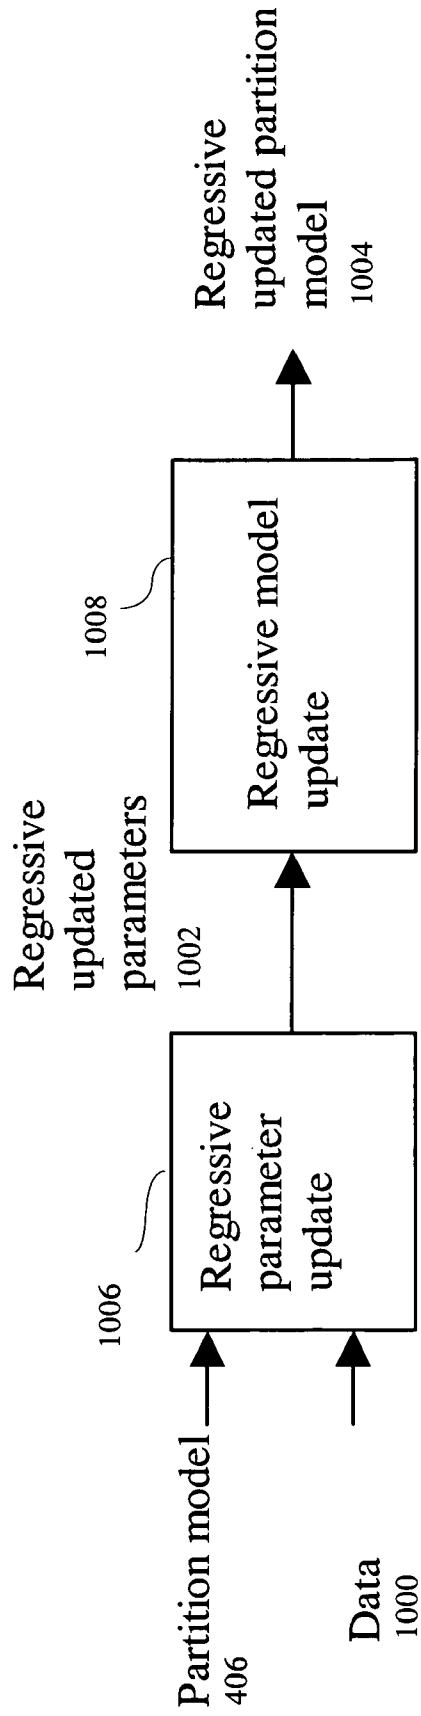 Partition model
406
Data
1000
1006
Regressive
parameter
update
Regressive
updated
parameters
1002
1008
Regressive model
update
Regressive
updated partition
model
1004